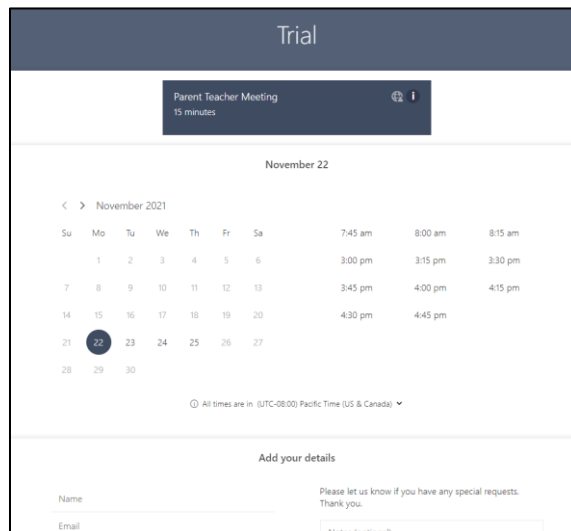 Trial
Parent Teacher Meeting
15 minutes
November 22
November 2021
Su Mo Tu We Th Fr Sa
1 2 3 4 5 6
7 8 9 10 11 12 13
14 15 16 17 18 19 20
21 22 23 24 25 26 27
28 29 30
7:45 am 8:00 am 8:15 am
3:00 pm 3:15 pm 3:30 pm
3:45 pm 4:00 pm 4:15 pm
4:30 pm 4:45 pm
All times are in (UTC-08:00) Pacific Time (US & Canada)
Add your details
Name
Email
Please let us know if you have any special requests.
Thank you.